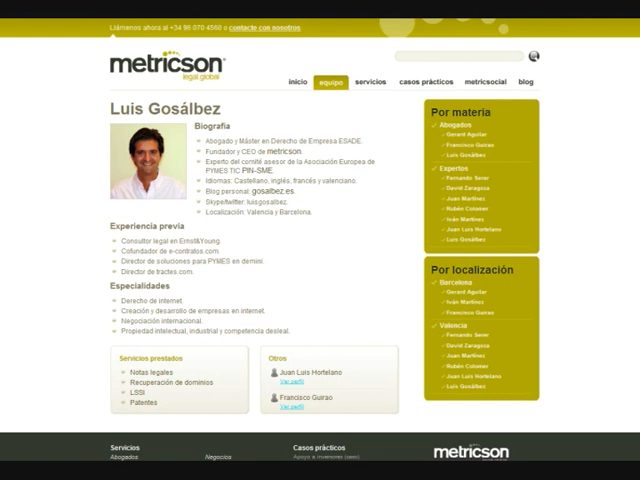 Llámenos ahora al +34 96 070 4560 o contacte con nosotros.
metricson
legal.global
inicio equipo servicios casos prácticos metricsocial blog
Luis Gosálbez
Biografía
Abogado y Máster en Derecho de Empresa ESADE.
Fundador y CEO de metricson.
Experto del comité asesor de la Asociación Europea de
PYMES TIC PIN-SME.
Idiomas: Castellano, inglés, francés y valenciano.
Blog personal: gosalbez.es.
Skype/twitter: luisgosalbez.
Localización: Valencia y Barcelona.
Experiencia previa
Consultor legal en Ernst&Young.
Cofundador de e-contratos.com.
Director de soluciones para PYMES en demini.
Director de tractes.com.
Especialidades
Derecho de internet.
Creación y desarrollo de empresas en internet.
Negociación internacional.
Propiedad intelectual, industrial y competencia desleal.
Servicios prestados
Notas legales
Recuperación de dominios
LSSI
Patentes
Otros
Juan Luis Hortelano
Ver perfil
Francisco Guirao
Ver perfil
Por materia
Abogados
Gerard Aguilar
Francisco Guirao
Luis Gosálbez
Expertos
Fernando Serer
David Zaragoza
Juan Martínez
Rubén Colomer
Iván Martínez
Juan Luis Hortelano
Luis Gosálbez
Por localización
Barcelona
Gerard Aguilar
Iván Martínez
Francisco Guirao
Valencia
Fernando Serer
David Zaragoza
Juan Martínez
Rubén Colomer
Juan Luis Hortelano
Luis Gosálbez
Servicios
Abogados
Negocios
Casos prácticos
Apoyo a inversores (caso)
metricson